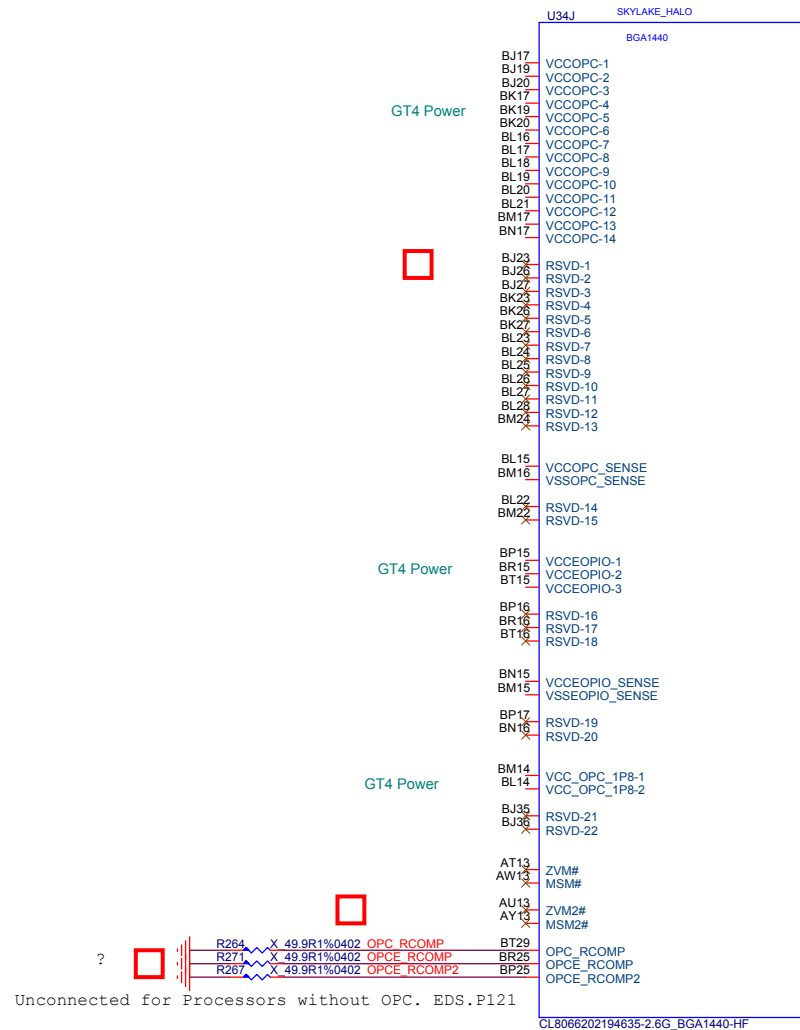 U34J SKYLAKE_HALO
BGA1440
BJ17 VCCOPC-1
BJ19 VCCOPC-2
BJ20 VCCOPC-3
BK17 VCCOPC-4
GT4 Power
BK19 VCCOPC-5
BK20 VCCOPC-6
BL16 VCCOPC-7
BL17 VCCOPC-8
BL18 VCCOPC-9
BL19 VCCOPC-10
BL20 VCCOPC-11
BL21 VCCOPC-12
BM17 VCCOPC-13
BN17 VCCOPC-14
BJ23 RSVD-1
BJ26 RSVD-2
BJ27 RSVD-3
BK23 RSVD-4
BK26 RSVD-5
BK27 RSVD-6
BL23 RSVD-7
BL24 RSVD-8
BL25 RSVD-9
BL26 RSVD-10
BL27 RSVD-11
BL28 RSVD-12
BM24 RSVD-13
BL15 VCCOPC_SENSE
BM16 VSSOPC_SENSE
BL22 RSVD-14
BM22 RSVD-15
BP15 VCCEOPIO-1
GT4 Power
BR15 VCCEOPIO-2
BT15 VCCEOPIO-3
BP16 RSVD-16
BR16 RSVD-17
BT16 RSVD-18
BN15 VCCEOPIO_SENSE
BM15 VSSEOPIO_SENSE
BP17 RSVD-19
BN16 RSVD-20
GT4 Power
BM14 VCC_OPC_1P8-1
BL14 VCC_OPC_1P8-2
BJ35 RSVD-21
BJ36 RSVD-22
AT13 ZVM#
AW13 MSM#
AU13 ZVM2#
AY13 MSM2#
R264 X_49.9R1%0402 OPC_RCOMP BT29 OPC_RCOMP
? R271 X_49.9R1%0402 OPCE_RCOMP BR25 OPCE_RCOMP
R267 X_49.9R1%0402 OPCE_RCOMP2 BP25 OPCE_RCOMP2
Unconnected for Processors without OPC. EDS.P121
CL8066202194635-2.6G_BGA1440-HF